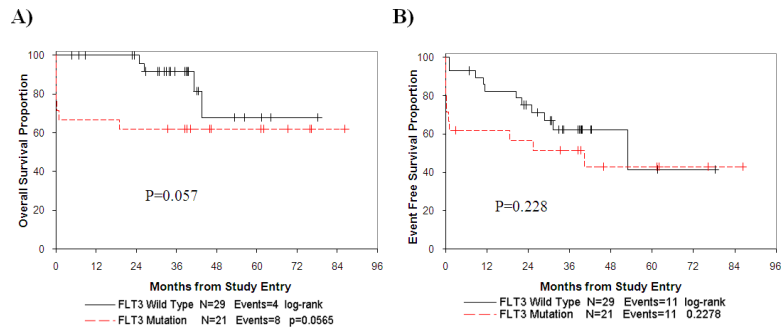 A)
Overall Survival Proportion
100
80
60
40
20
0
P=0.057
0 12 24 36 48 60 72 84 96
Months from Study Entry
FLT3 Wild Type N=29 Events=4 log-rank
FLT3 Mutation N=21 Events=8 p=0.0565
B)
Event Free Survival Proportion
100
80
60
40
20
0
P=0.228
0 12 24 36 48 60 72 84 96
Months from Study Entry
FLT3 Wild Type N=29 Events=11 log-rank
FLT3 Mutation N=21 Events=11 0.2278